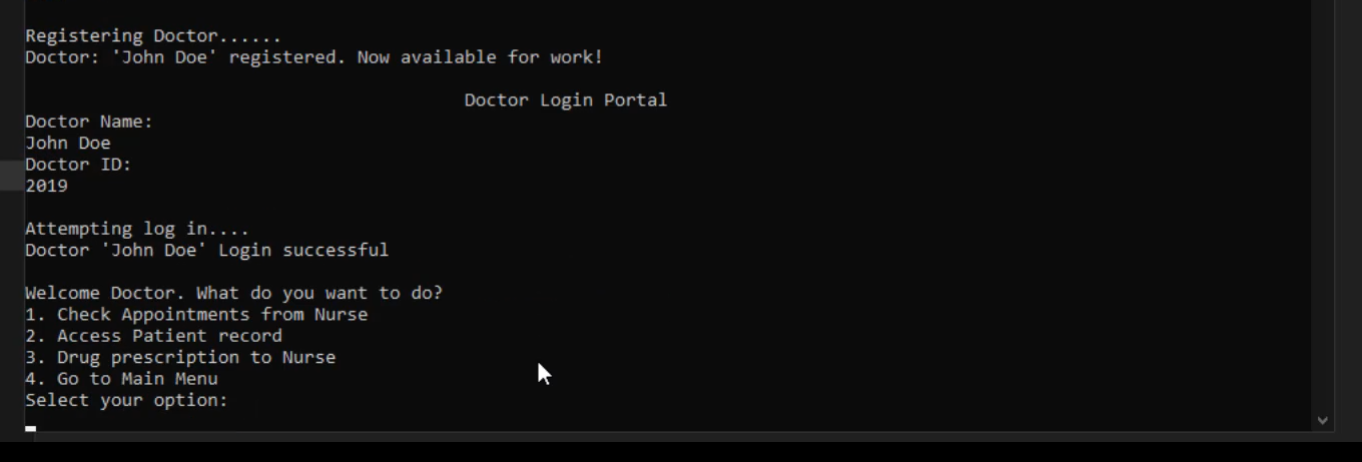 Registering Doctor......
Doctor: 'John Doe' registered. Now available for work!
Doctor Login Portal
Doctor Name:
John Doe
Doctor ID:
2019
Attempting log in....
Doctor 'John Doe' Login successful
Welcome Doctor. What do you want to do?
1. Check Appointments from Nurse
2. Access Patient record
3. Drug prescription to Nurse
4. Go to Main Menu
Select your option: